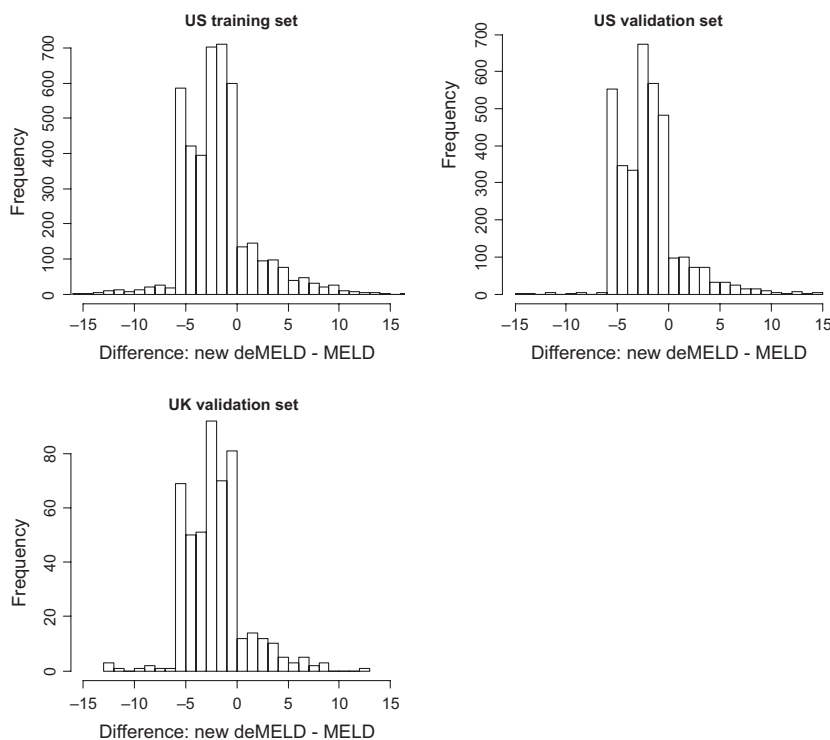 US training set
Frequency
0 100 200 300 400 500 600 700
–15 –10 –5 0 5 10 15
Difference: new deMELD - MELD
US validation set
Frequency
0 100 200 300 400 500 600 700
–15 –10 –5 0 5 10 15
Difference: new deMELD - MELD
UK validation set
Frequency
0 20 40 60 80
–15 –10 –5 0 5 10 15
Difference: new deMELD - MELD